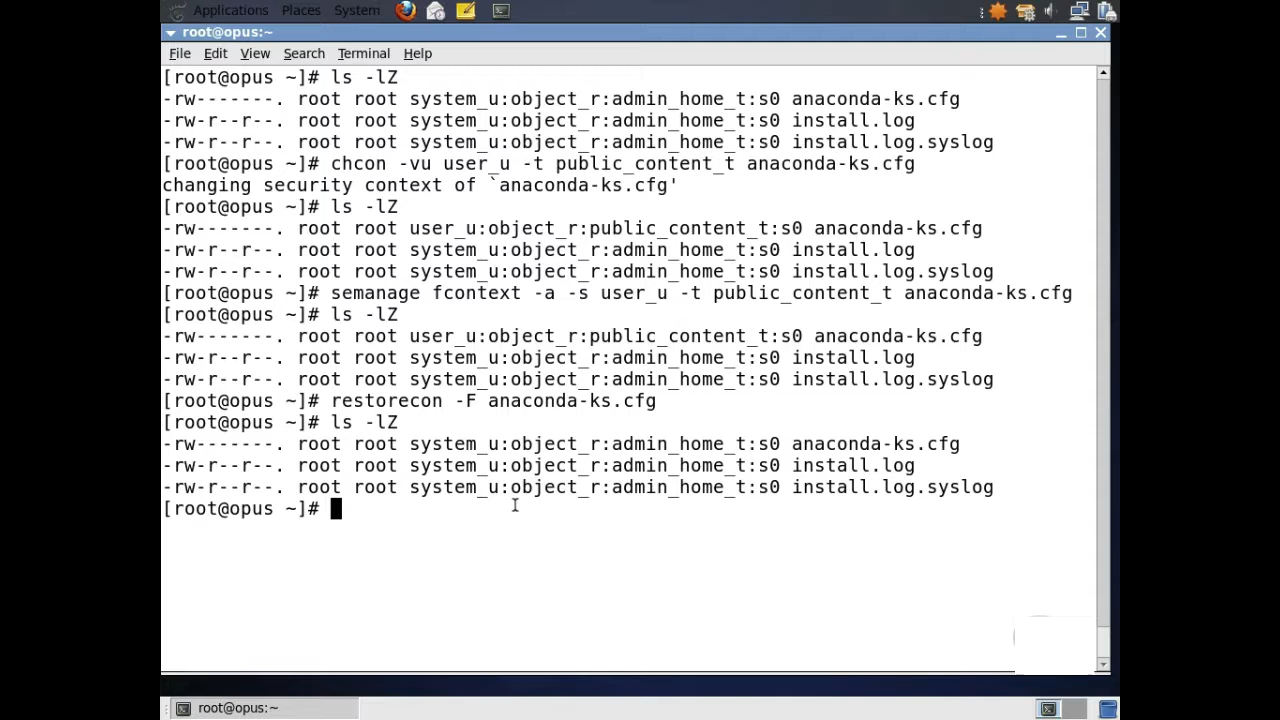 Applications Places System
root@opus:~
File Edit View Search Terminal Help
[root@opus ~]# ls -lZ
-rw-------. root root system_u:object_r:admin_home_t:s0 anaconda-ks.cfg
-rw-r--r--. root root system_u:object_r:admin_home_t:s0 install.log
-rw-r--r--. root root system_u:object_r:admin_home_t:s0 install.log.syslog
[root@opus ~]# chcon -vu user_u -t public_content_t anaconda-ks.cfg
changing security context of `anaconda-ks.cfg'
[root@opus ~]# ls -lZ
-rw-------. root root user_u:object_r:public_content_t:s0 anaconda-ks.cfg
-rw-r--r--. root root system_u:object_r:admin_home_t:s0 install.log
-rw-r--r--. root root system_u:object_r:admin_home_t:s0 install.log.syslog
[root@opus ~]# semanage fcontext -a -s user_u -t public_content_t anaconda-ks.cfg
[root@opus ~]# ls -lZ
-rw-------. root root user_u:object_r:public_content_t:s0 anaconda-ks.cfg
-rw-r--r--. root root system_u:object_r:admin_home_t:s0 install.log
-rw-r--r--. root root system_u:object_r:admin_home_t:s0 install.log.syslog
[root@opus ~]# restorecon -F anaconda-ks.cfg
[root@opus ~]# ls -lZ
-rw-------. root root system_u:object_r:admin_home_t:s0 anaconda-ks.cfg
-rw-r--r--. root root system_u:object_r:admin_home_t:s0 install.log
-rw-r--r--. root root system_u:object_r:admin_home_t:s0 install.log.syslog
[root@opus ~]#
root@opus:~